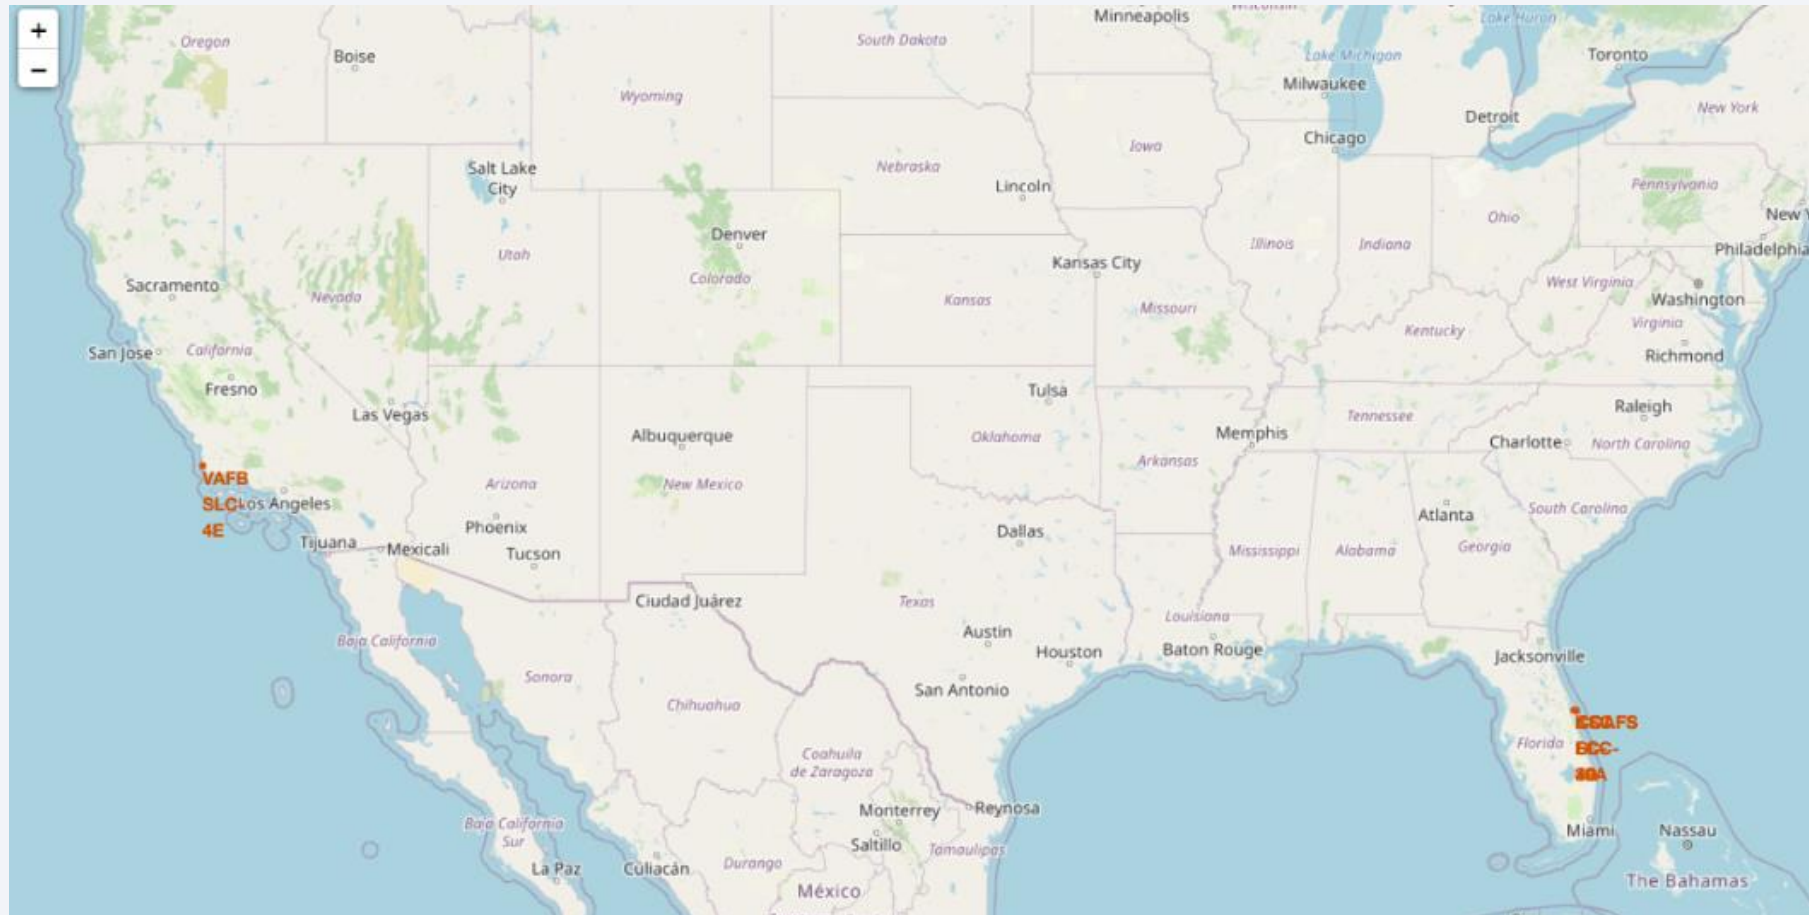 +
−
Oregon
Boise
South Dakota
Minneapolis
Wisconsin
Lake Huron
Lake Michigan
Toronto
Wyoming
Milwaukee
New York
Detroit
Chicago
Iowa
Salt Lake
City
Nebraska
Lincoln
Pennsylvania
New Y
Ohio
Denver
Utah
Illinois
Indiana
Philadelphia
Kansas City
Colorado
Sacramento
Nevada
Kansas
Missouri
West Virginia
Washington
Virginia
Kentucky
San Jose
California
Richmond
Fresno
Las Vegas
Tulsa
Tennessee
Raleigh
Albuquerque
Oklahoma
Memphis
Charlotte
North Carolina
Arkansas
VAFB
SLC-
4E
Los Angeles
Arizona
New Mexico
South Carolina
Phoenix
Dallas
Atlanta
Tijuana
Mexicali
Tucson
Mississippi
Alabama
Georgia
Ciudad Juárez
Texas
Louisiana
Austin
Baja California
Houston
Baton Rouge
Jacksonville
Sonora
San Antonio
Chihuahua
Florida
Coahuila
de Zaragoza
Monterrey
Reynosa
Baja California
Sur
Saltillo
Tamaulipas
Miami
Nassau
La Paz
Culiacán
Durango
México
The Bahamas